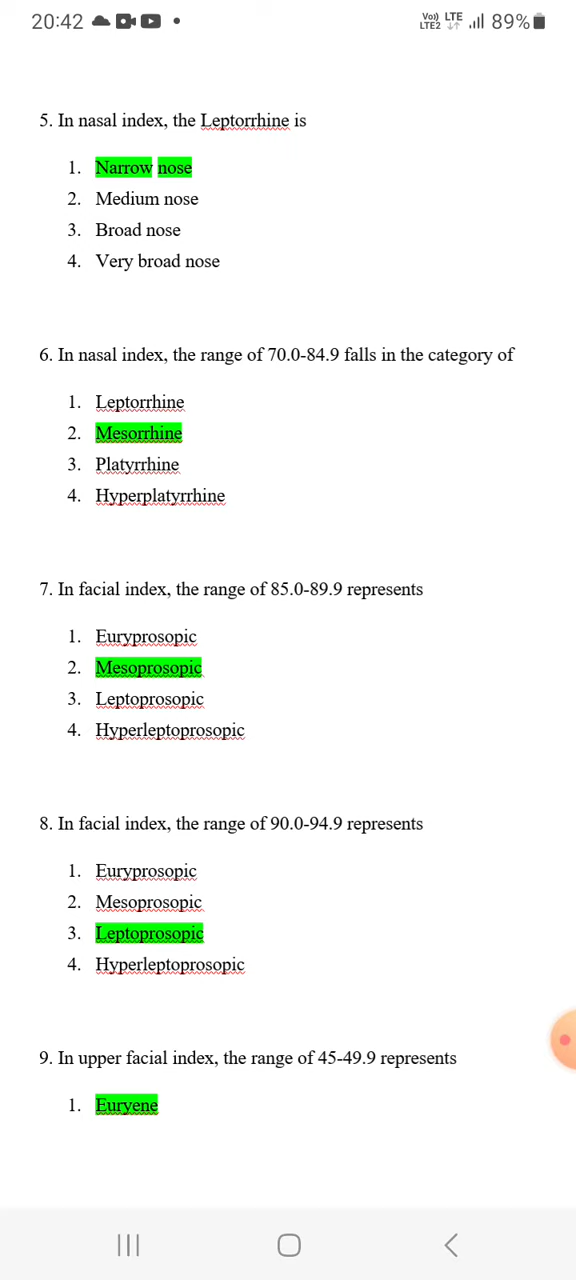 20:42
Vo)) LTE
LTE2
89%
5. In nasal index, the Leptorrhine is
1. Narrow nose
2. Medium nose
3. Broad nose
4. Very broad nose
6. In nasal index, the range of 70.0-84.9 falls in the category of
1. Leptorrhine
2. Mesorrhine
3. Platyrrhine
4. Hyperplatyrrhine
7. In facial index, the range of 85.0-89.9 represents
1. Euryprosopic
2. Mesoprosopic
3. Leptoprosopic
4. Hyperleptoprosopic
8. In facial index, the range of 90.0-94.9 represents
1. Euryprosopic
2. Mesoprosopic
3. Leptoprosopic
4. Hyperleptoprosopic
9. In upper facial index, the range of 45-49.9 represents
1. Euryene